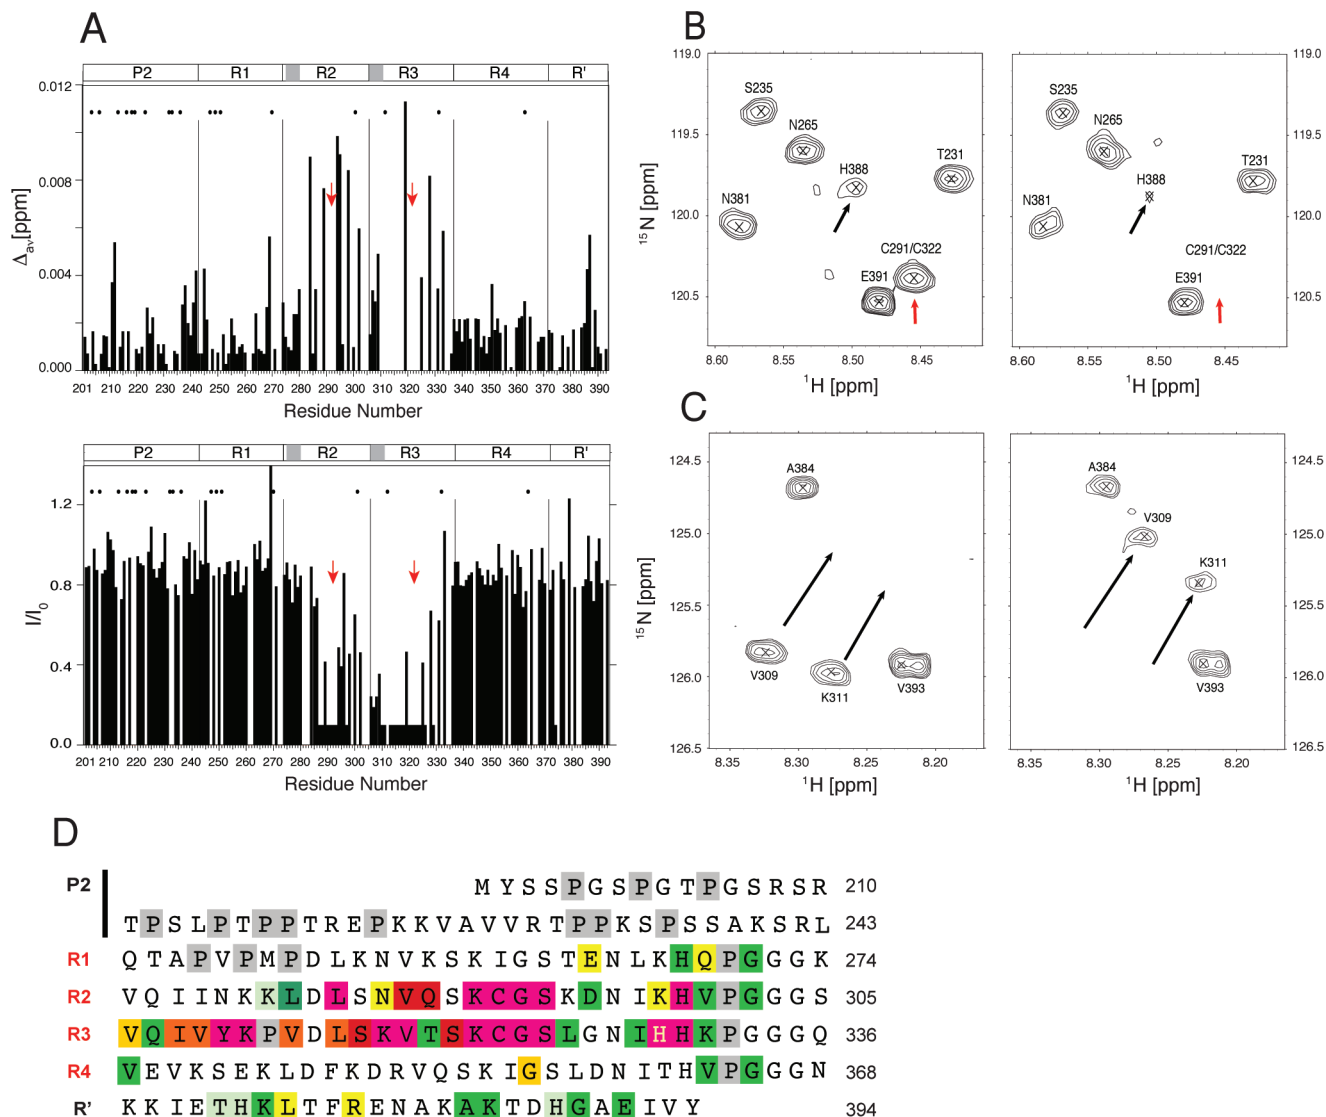 A
P2 R1 R2 R3 R4 R'
0.012
0.008
0.004
0.000
Δav[ppm]
201 210 220 230 240 250 260 270 280 290 300 310 320 330 340 350 360 370 380 390
Residue Number
P2 R1 R2 R3 R4 R'
1.2
0.8
0.4
0.0
I/I0
201 210 220 230 240 250 260 270 280 290 300 310 320 330 340 350 360 370 380 390
Residue Number
B
119.0
119.5
120.0
120.5
15N [ppm]
S235
N265
H388
T231
N381
C291/C322
E391
8.60 8.55 8.50 8.45
1H [ppm]
S235
N265
T231
H388
N381
C291/C322
E391
119.0
119.5
120.0
120.5
8.60 8.55 8.50 8.45
1H [ppm]
C
124.5
125.0
125.5
126.0
126.5
15N [ppm]
A384
V309
K311
V393
8.35 8.30 8.25 8.20
1H [ppm]
A384
V309
K311
V393
124.5
125.0
125.5
126.0
126.5
8.35 8.30 8.25 8.20
1H [ppm]
D
P2 M Y S S P G S P G T P G S R S R 210
T P S L P T P P T R E P K K V A V V R T P P K S P S S A K S R L 243
R1 Q T A P V P M P D L K N V K S K I G S T E N L K H Q P G G G K 274
R2 V Q I I N K K L D L S N V Q S K C G S K D N I K H V P G G G S 305
R3 V Q I V Y K P V D L S K V T S K C G S L G N I H H K P G G G Q 336
R4 V E V K S E K L D F K D R V Q S K I G S L D N I T H V P G G G N 368
R' K K I E T H K L T F R E N A K A K T D H G A E I V Y 394